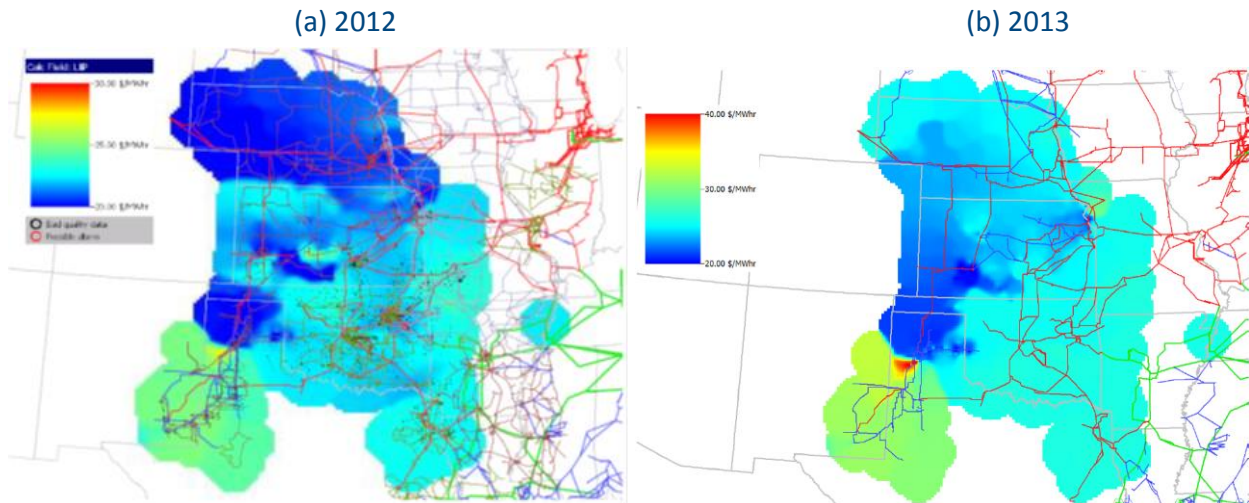 (a) 2012
(b) 2013
Calc Field: LMP
30.00 $/MWhr
25.00 $/MWhr
20.00 $/MWhr
Bad quality data
Possible alarm
40.00 $/MWhr
30.00 $/MWhr
20.00 $/MWhr